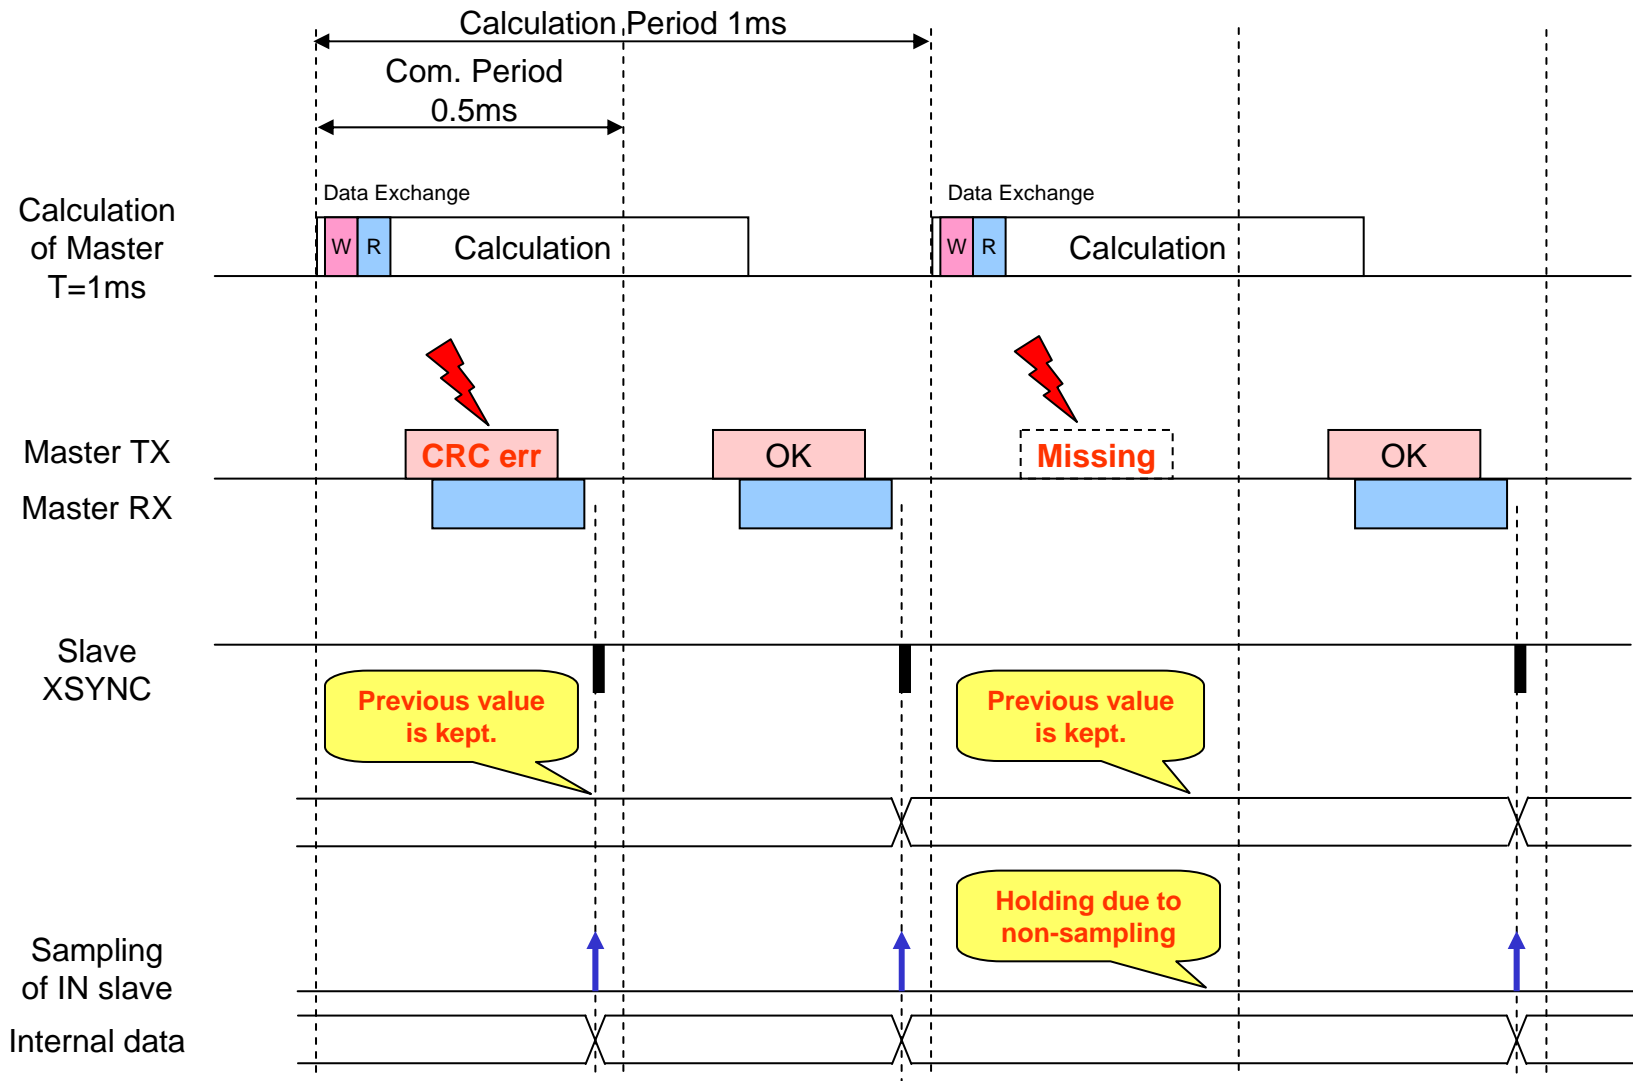 Calculation Period 1ms
Com. Period
0.5ms
Data Exchange
Data Exchange
Calculation
of Master
T=1ms
W
R
Calculation
W
R
Calculation
Master TX
CRC err
OK
Missing
OK
Master RX
Slave
XSYNC
Previous value
is kept.
Previous value
is kept.
Holding due to
non-sampling
Sampling
of IN slave
Internal data